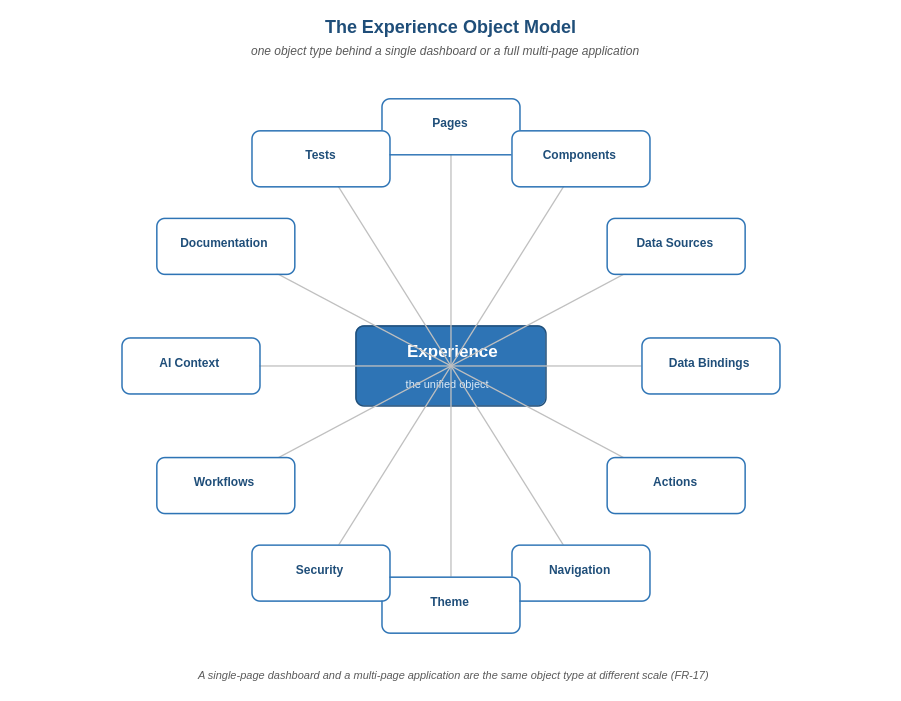 The Experience Object Model
one object type behind a single dashboard or a full multi-page application
Pages
Tests
Components
Documentation
Data Sources
Experience
the unified object
AI Context
Data Bindings
Workflows
Actions
Security
Navigation
Theme
A single-page dashboard and a multi-page application are the same object type at different scale (FR-17)